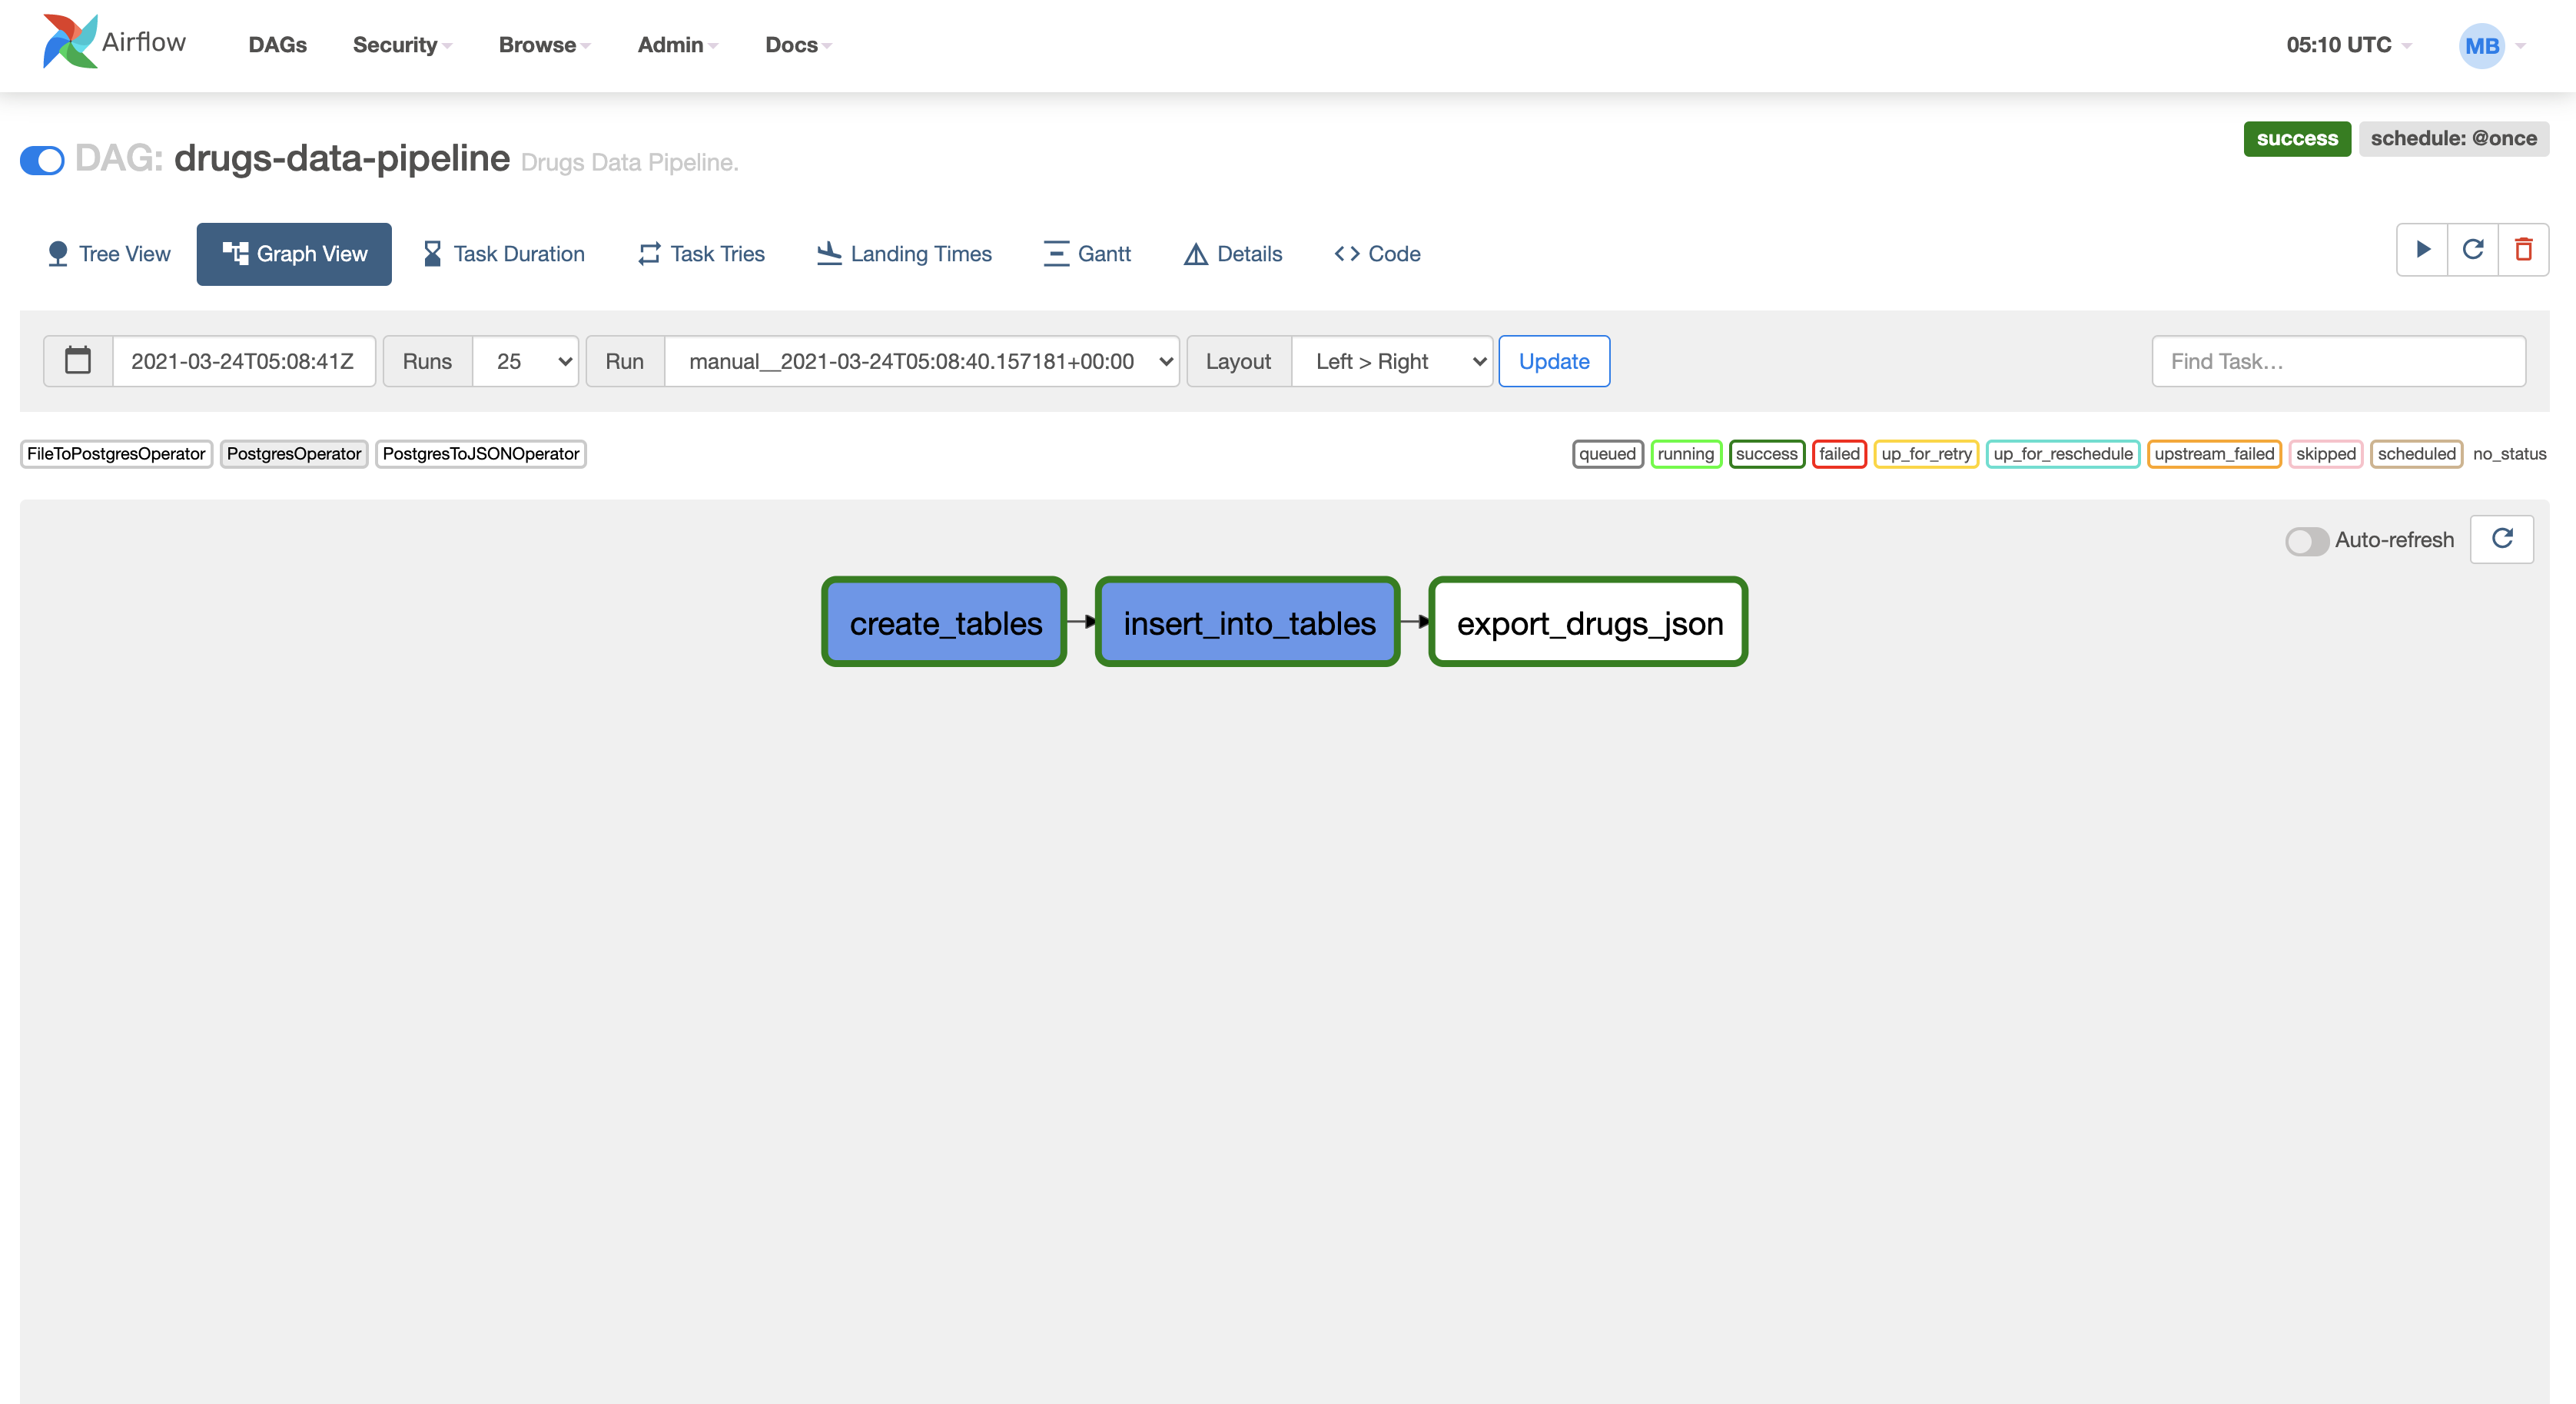 Airflow DAGs Security Browse Admin Docs 05:10 UTC MB
success schedule: @once
DAG: drugs-data-pipeline Drugs Data Pipeline.
Tree View Graph View Task Duration Task Tries Landing Times Gantt Details Code
2021-03-24T05:08:41Z Runs 25 Run manual__2021-03-24T05:08:40.157181+00:00 Layout Left > Right Update Find Task…
FileToPostgresOperator PostgresOperator PostgresToJSONOperator queued running success failed up_for_retry up_for_reschedule upstream_failed skipped scheduled no_status
Auto-refresh
create_tables insert_into_tables export_drugs_json